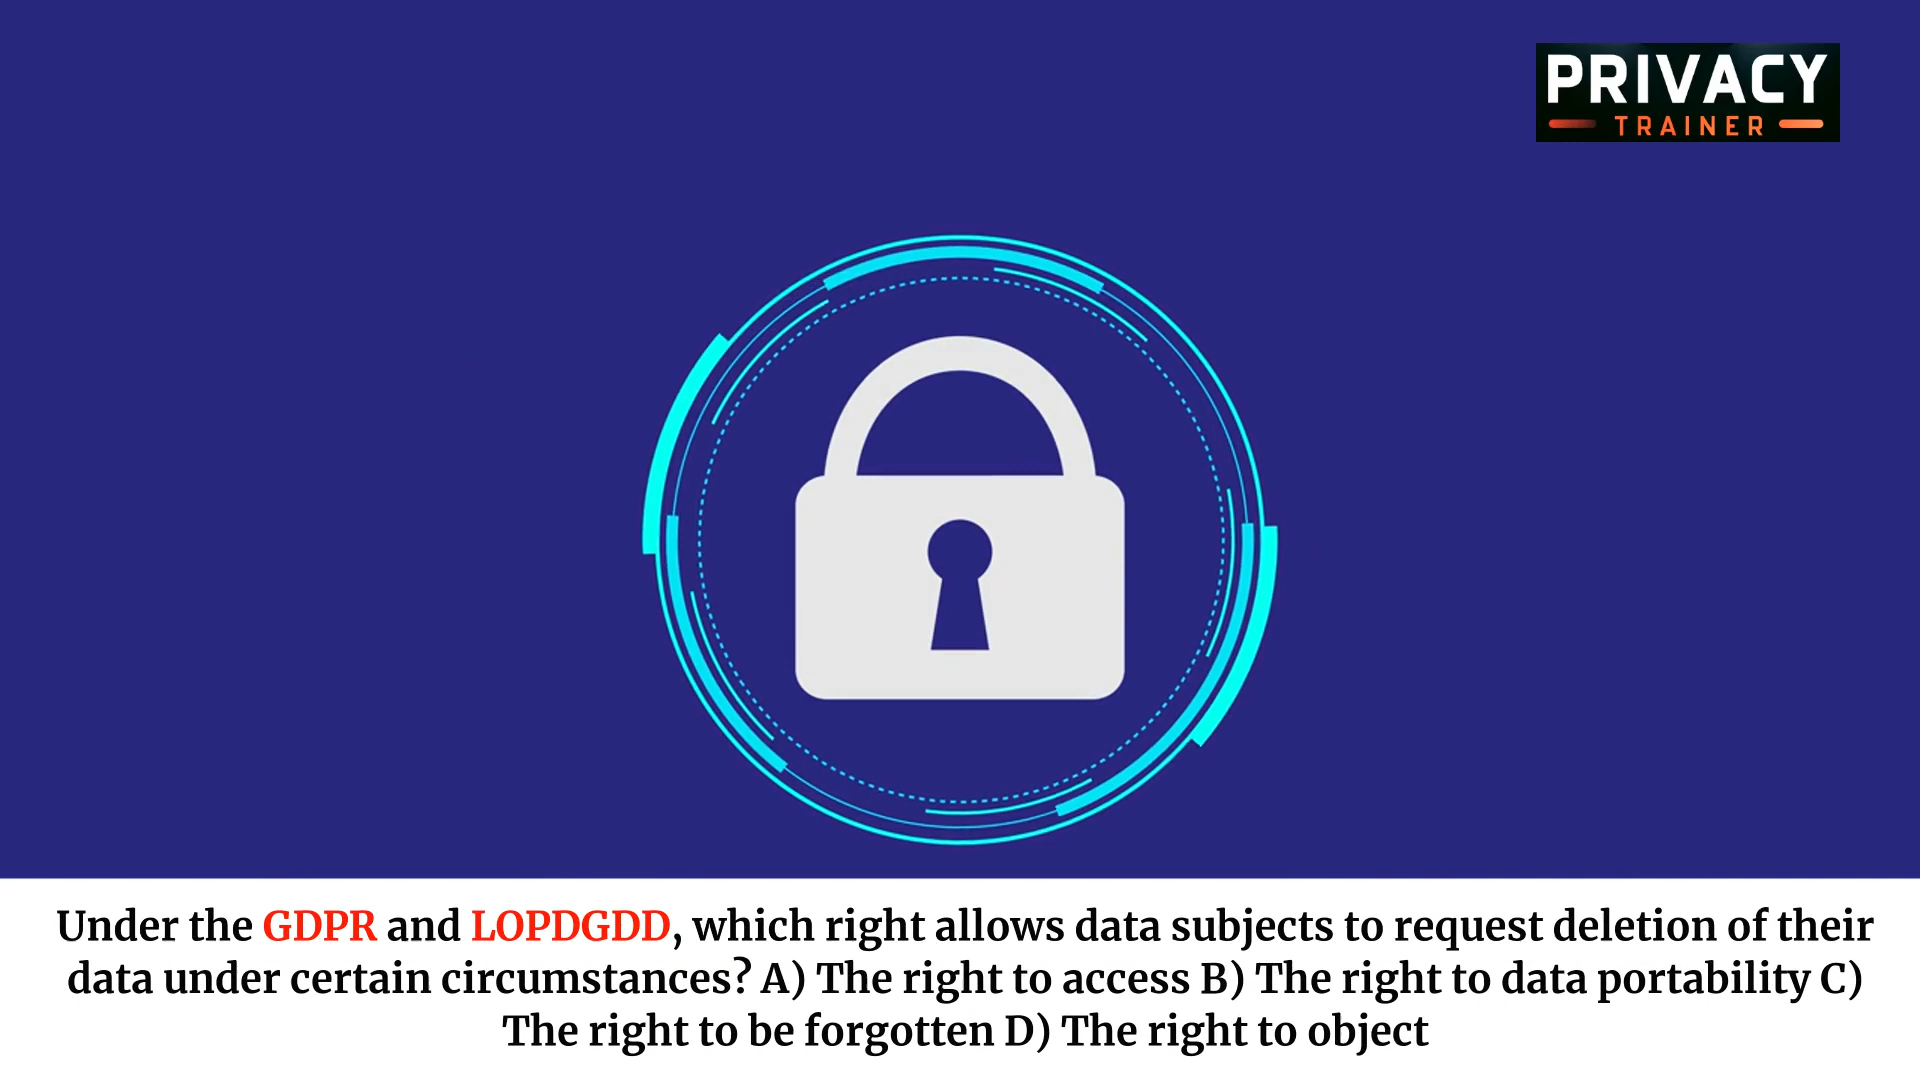 PRIVACY
TRAINER
Under the GDPR and LOPDGDD, which right allows data subjects to request deletion of their
data under certain circumstances? A) The right to access B) The right to data portability C)
The right to be forgotten D) The right to object